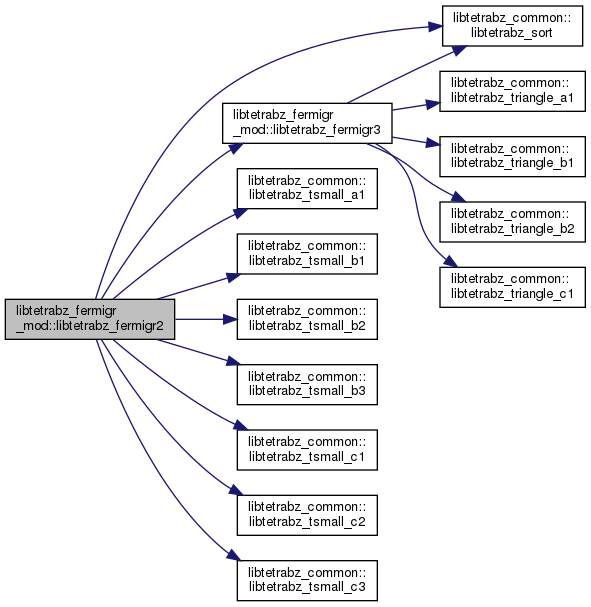 libtetrabz_fermigr
_mod::libtetrabz_fermigr2
libtetrabz_common::
libtetrabz_sort
libtetrabz_fermigr
_mod::libtetrabz_fermigr3
libtetrabz_common::
libtetrabz_triangle_a1
libtetrabz_common::
libtetrabz_triangle_b1
libtetrabz_common::
libtetrabz_triangle_b2
libtetrabz_common::
libtetrabz_triangle_c1
libtetrabz_common::
libtetrabz_tsmall_a1
libtetrabz_common::
libtetrabz_tsmall_b1
libtetrabz_common::
libtetrabz_tsmall_b2
libtetrabz_common::
libtetrabz_tsmall_b3
libtetrabz_common::
libtetrabz_tsmall_c1
libtetrabz_common::
libtetrabz_tsmall_c2
libtetrabz_common::
libtetrabz_tsmall_c3